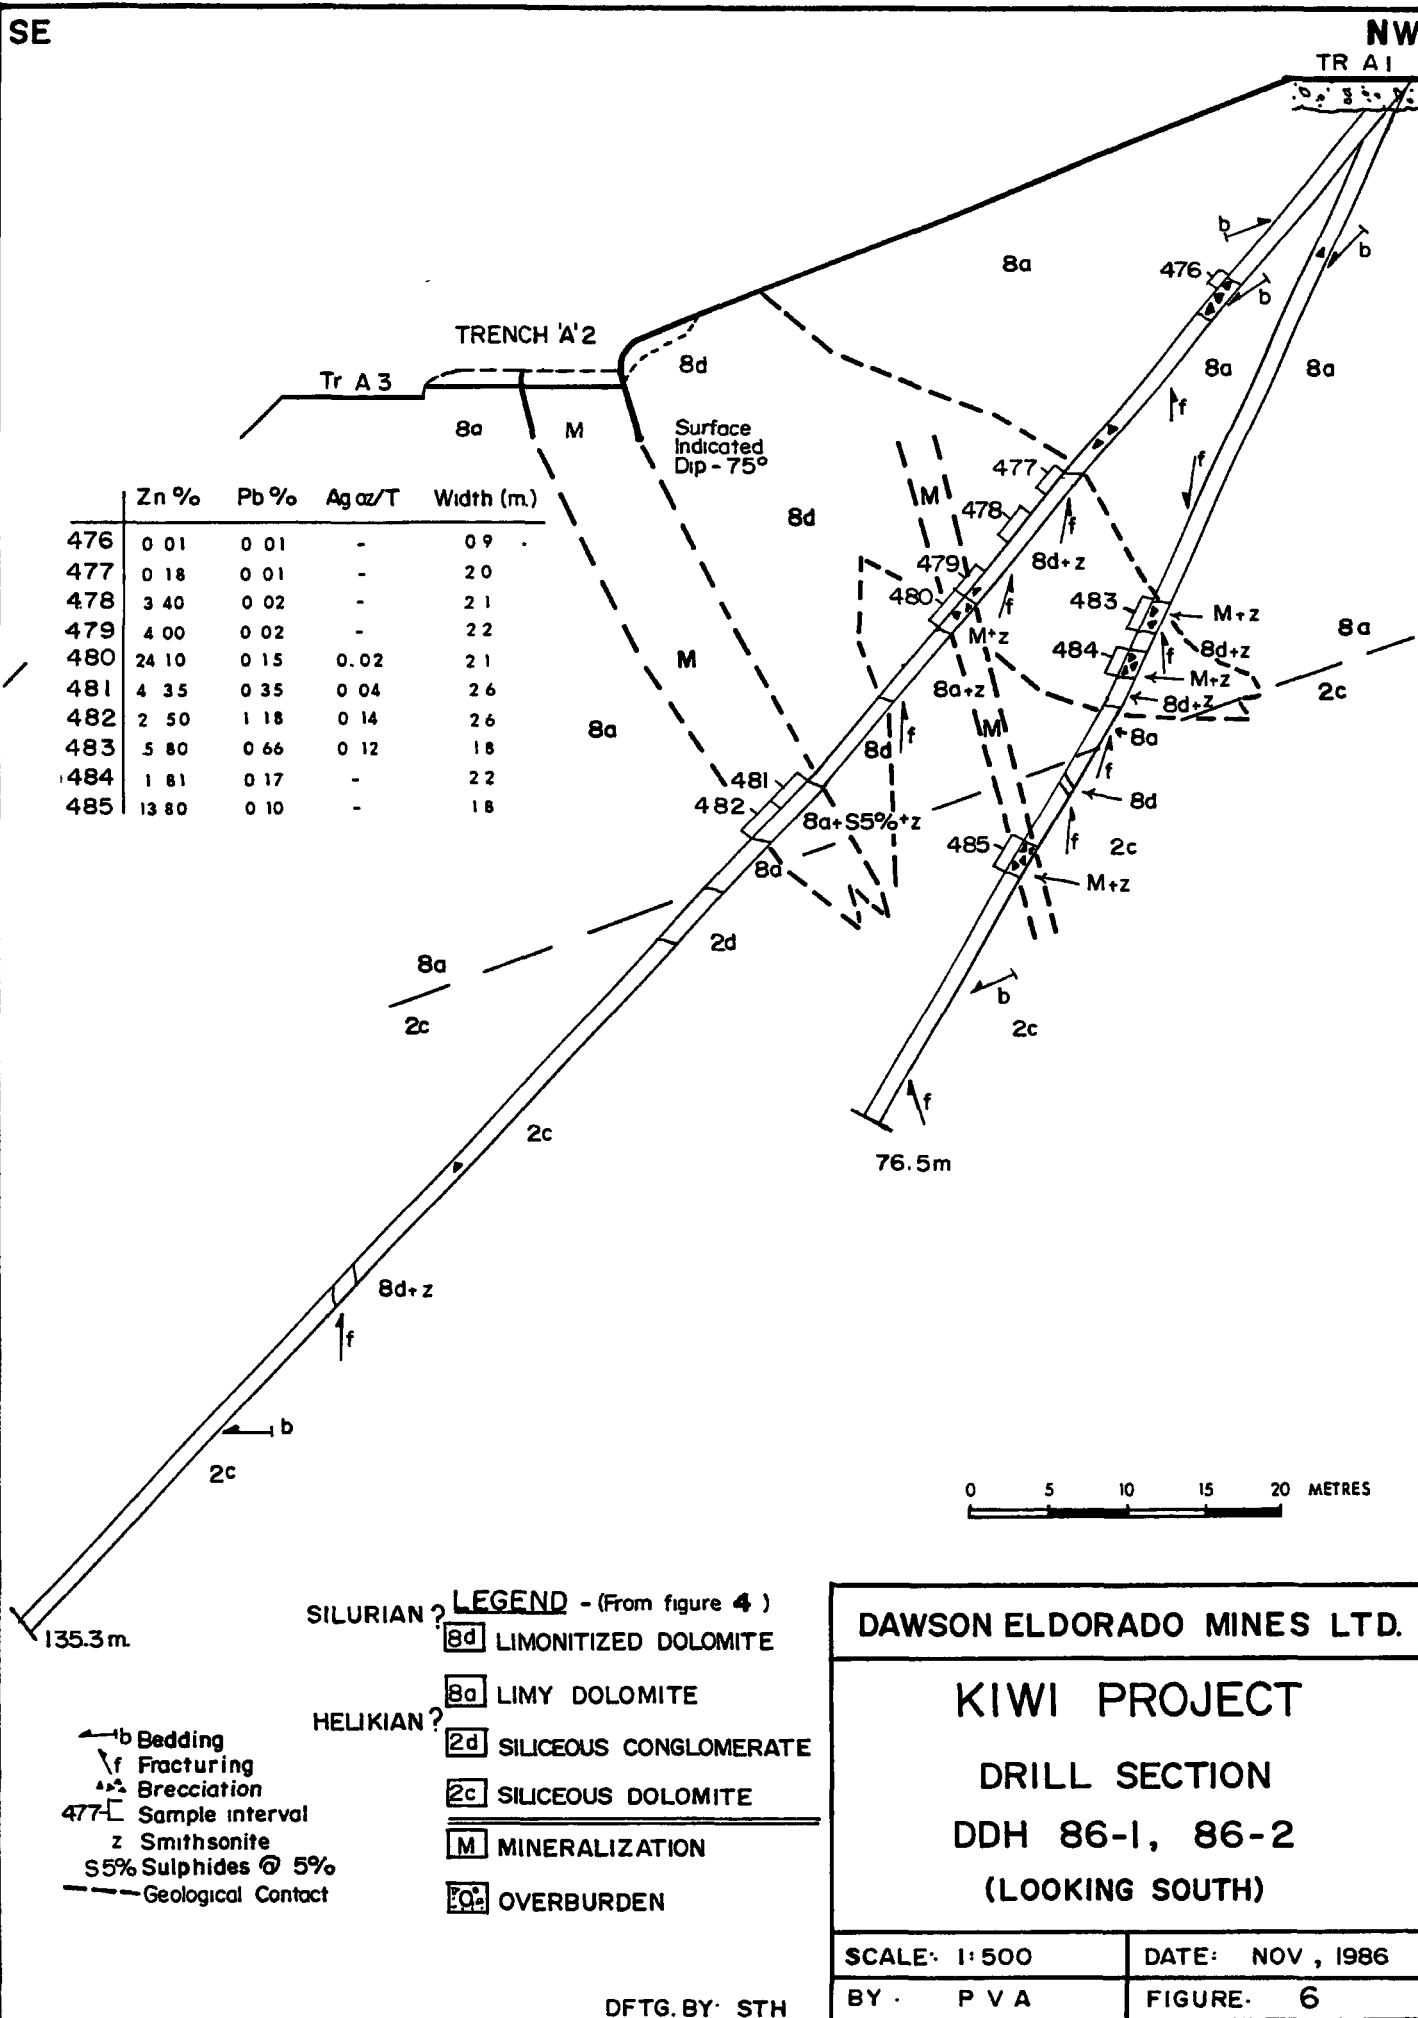 SE
NW
TR A1
b
b
8a
476
b
TRENCH 'A' 2
8a
8a
8d
Tr A3
f
8a
M
Surface
Indicated
Dip - 75°
f
477
M
478
8d
f
8d+z
479
480
483
M+z
f
8a
M+z
484
f
8d+z
M+z
2c
8a+z
8d+z
M
8a
M
8a
8d
f
f
481
8d
482
8a+S5%+z
f
2c
485
8a
M+z
2d
8a
b
2c
2c
f
2c
76.5m
8d+z
f
b
2c
135.3m.
Zn % Pb % Ag oz/T Width (m.)
476 0 01 0 01 - 0 9
477 0 18 0 01 - 2 0
478 3 40 0 02 - 2 1
479 4 00 0 02 - 2 2
480 24 10 0 15 0.02 2 1
481 4 35 0 35 0 04 2 6
482 2 50 1 18 0 14 2 6
483 5 80 0 66 0 12 1 8
484 1 81 0 17 - 2 2
485 13 80 0 10 - 1 8
0 5 10 15 20 METRES
LEGEND - (From figure 4)
SILURIAN ?
8d LIMONITIZED DOLOMITE
8a LIMY DOLOMITE
HELIKIAN ?
2d SILICEOUS CONGLOMERATE
2c SILICEOUS DOLOMITE
M MINERALIZATION
OVERBURDEN
b Bedding
f Fracturing
Brecciation
477 Sample interval
z Smithsonite
S5% Sulphides @ 5%
Geological Contact
DFTG. BY: STH
DAWSON ELDORADO MINES LTD.
KIWI PROJECT
DRILL SECTION
DDH 86-1, 86-2
(LOOKING SOUTH)
SCALE: 1:500
DATE: NOV, 1986
BY. P V A
FIGURE. 6